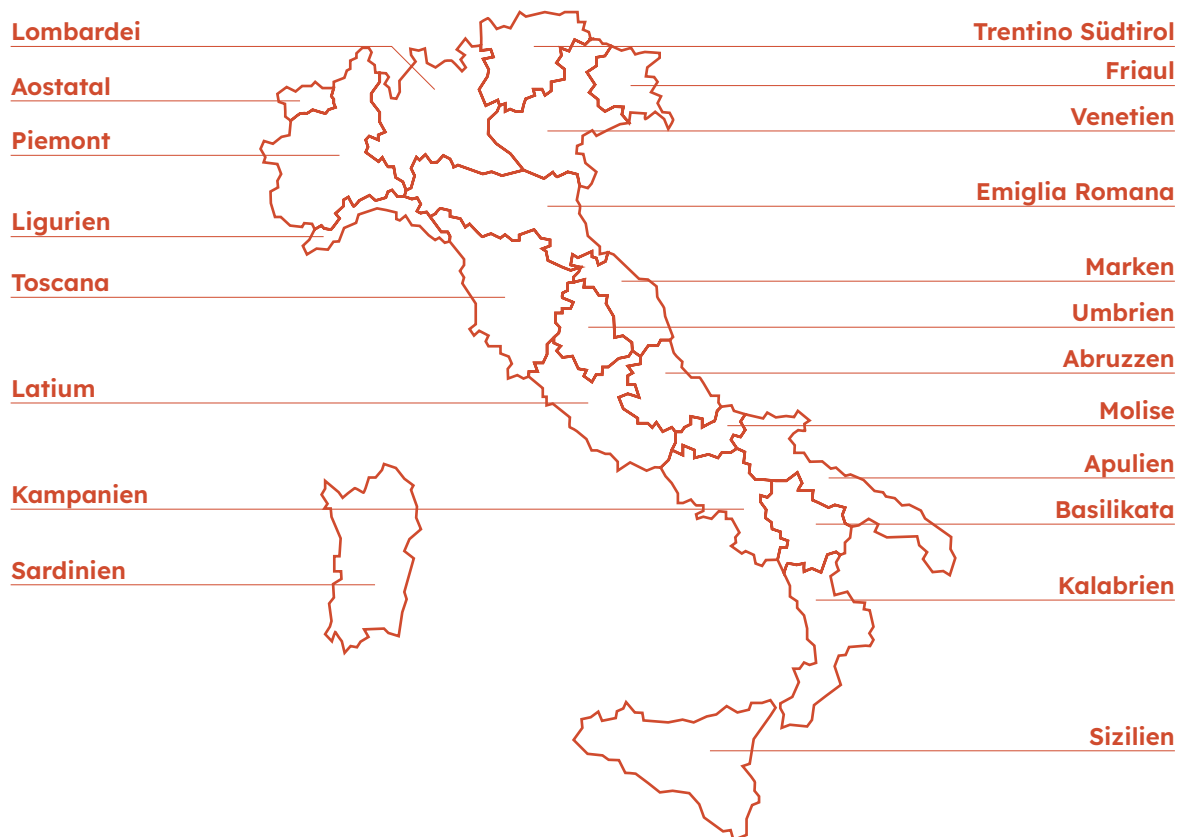 Lombardei
Aostatal
Piemont
Ligurien
Toscana
Latium
Kampanien
Sardinien
Trentino Südtirol
Friaul
Venetien
Emiglia Romana
Marken
Umbrien
Abruzzen
Molise
Apulien
Basilikata
Kalabrien
Sizilien